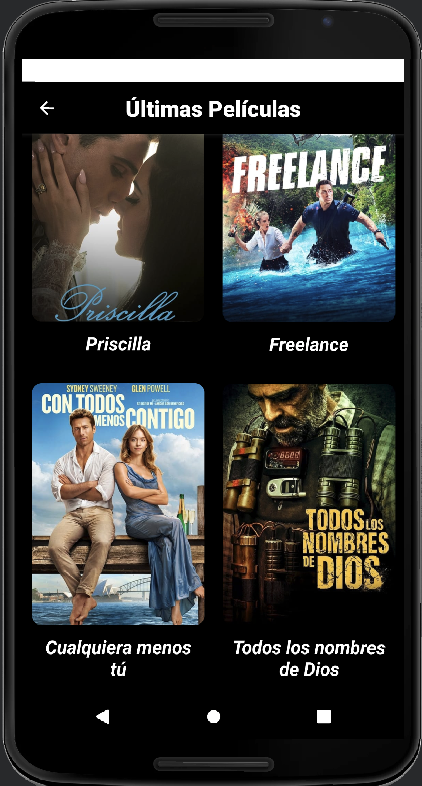 Últimas Películas
Priscilla
FREELANCE
Priscilla
Freelance
SYDNEY SWEENEY GLEN POWELL
CON TODOS
MENOS CONTIGO
TODOS LOS
NOMBRES
DE DIOS
Cualquiera menos
tú
Todos los nombres
de Dios